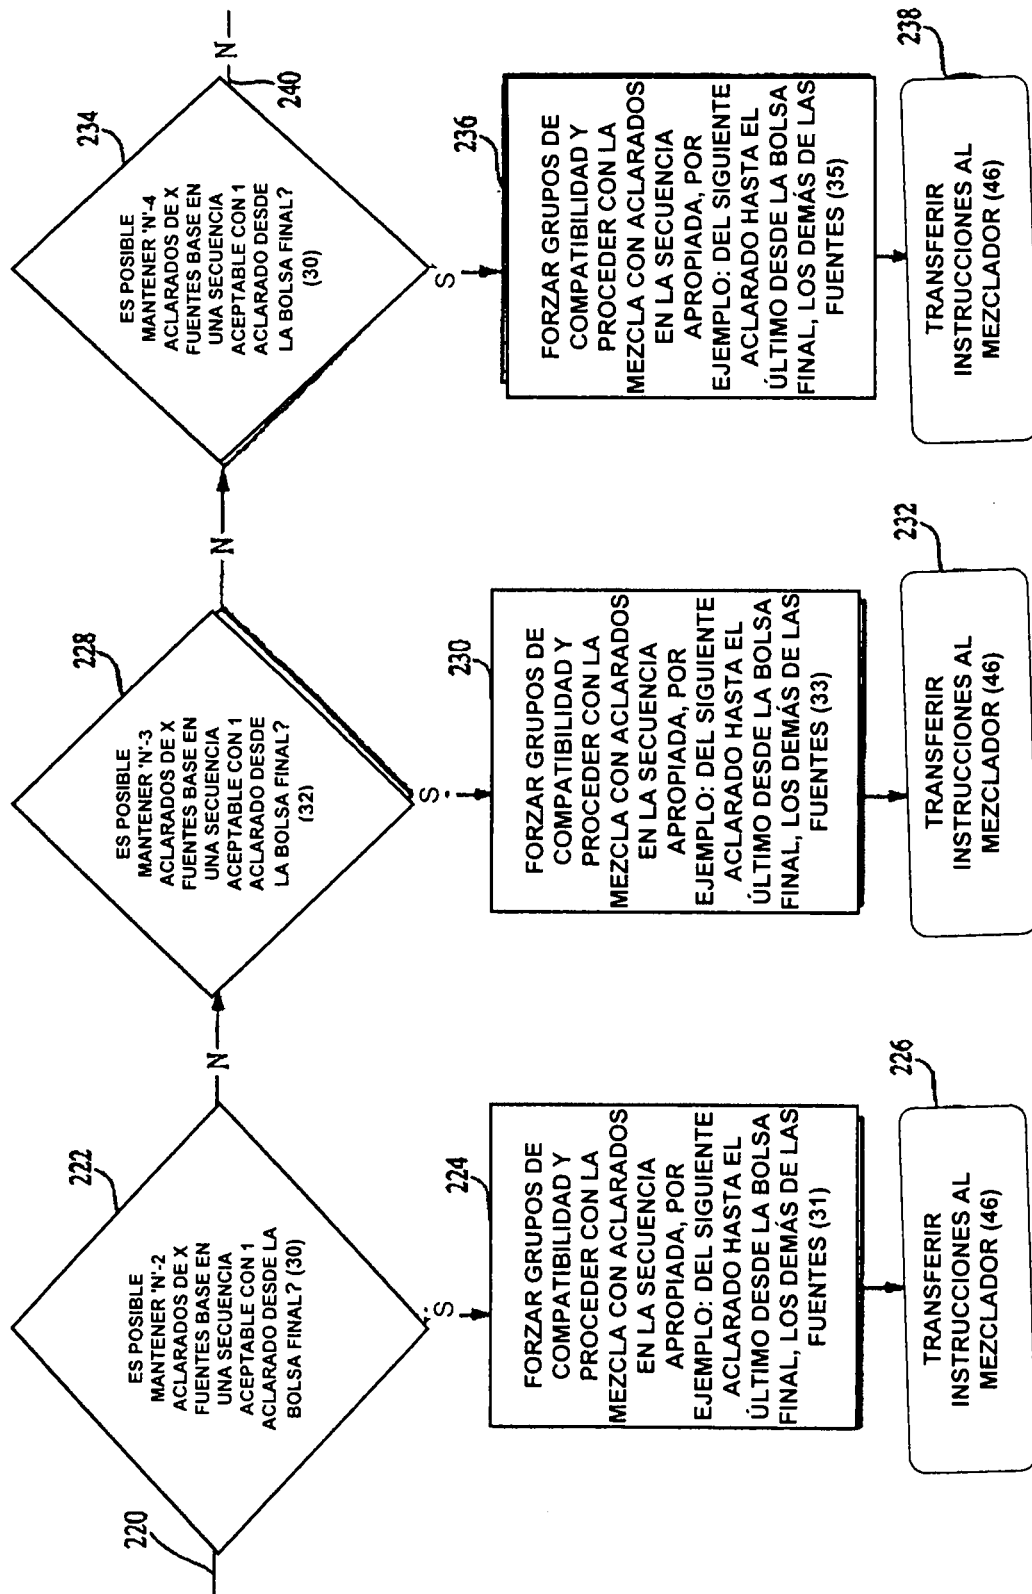 220
222
ES POSIBLE
MANTENER 'N'-2
ACLARADOS DE X
FUENTES BASE EN
UNA SECUENCIA
ACEPTABLE CON 1
ACLARADO DESDE LA
BOLSA FINAL? (30)
N
S
224
FORZAR GRUPOS DE
COMPATIBILIDAD Y
PROCEDER CON LA
MEZCLA CON ACLARADOS
EN LA SECUENCIA
APROPIADA, POR
EJEMPLO: DEL SIGUIENTE
ACLARADO HASTA EL
ÚLTIMO DESDE LA BOLSA
FINAL, LOS DEMÁS DE LAS
FUENTES (31)
226
TRANSFERIR
INSTRUCCIONES AL
MEZCLADOR (46)
228
ES POSIBLE
MANTENER 'N'-3
ACLARADOS DE X
FUENTES BASE EN
UNA SECUENCIA
ACEPTABLE CON 1
ACLARADO DESDE
LA BOLSA FINAL?
(32)
N
S
230
FORZAR GRUPOS DE
COMPATIBILIDAD Y
PROCEDER CON LA
MEZCLA CON ACLARADOS
EN LA SECUENCIA
APROPIADA, POR
EJEMPLO: DEL SIGUIENTE
ACLARADO HASTA EL
ÚLTIMO DESDE LA BOLSA
FINAL, LOS DEMÁS DE LAS
FUENTES (33)
232
TRANSFERIR
INSTRUCCIONES AL
MEZCLADOR (46)
234
ES POSIBLE
MANTENER 'N'-4
ACLARADOS DE X
FUENTES BASE EN
UNA SECUENCIA
ACEPTABLE CON 1
ACLARADO DESDE
LA BOLSA FINAL?
(30)
N
240
S
236
FORZAR GRUPOS DE
COMPATIBILIDAD Y
PROCEDER CON LA
MEZCLA CON ACLARADOS
EN LA SECUENCIA
APROPIADA, POR
EJEMPLO: DEL SIGUIENTE
ACLARADO HASTA EL
ÚLTIMO DESDE LA BOLSA
FINAL, LOS DEMÁS DE LAS
FUENTES (35)
238
TRANSFERIR
INSTRUCCIONES AL
MEZCLADOR (46)